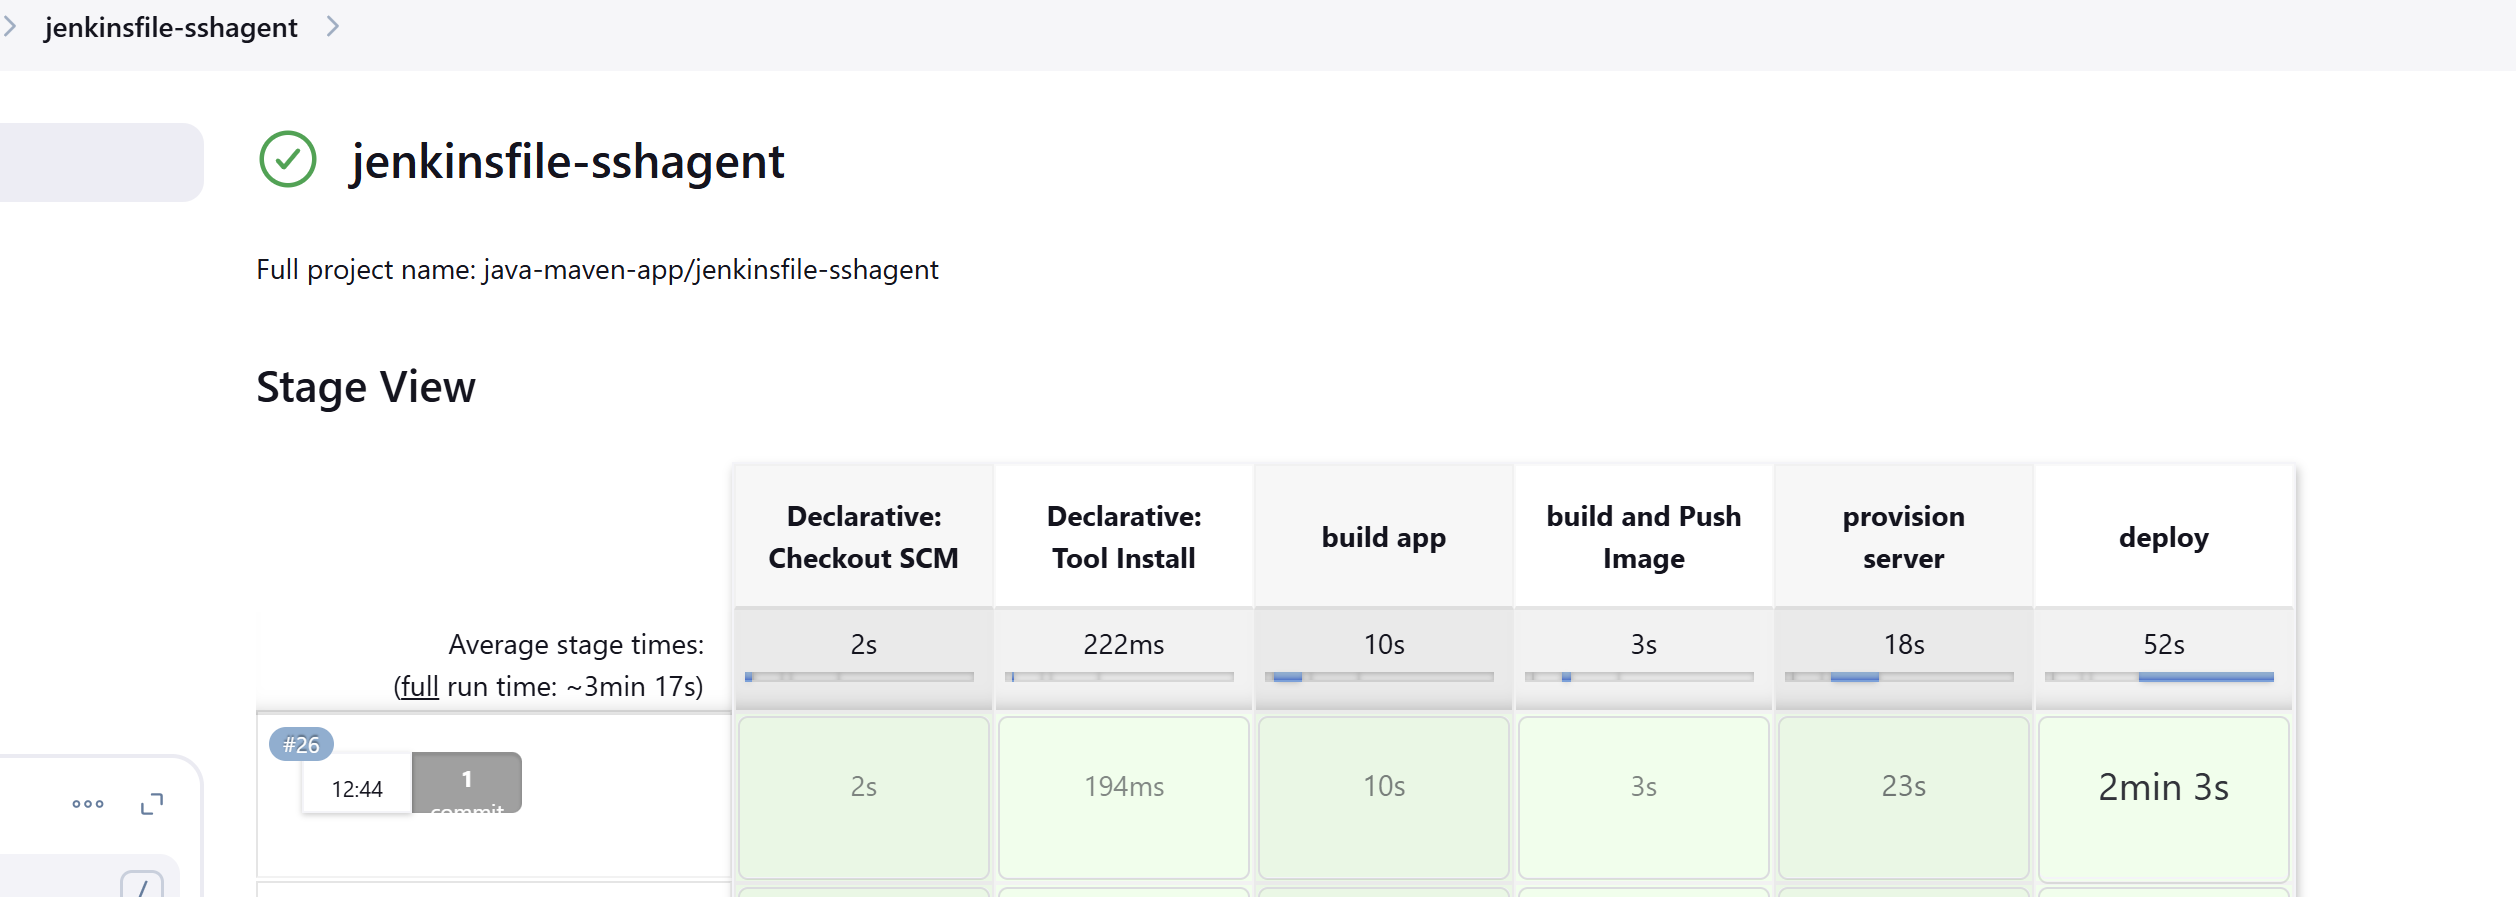 jenkinsfile-sshagent
jenkinsfile-sshagent
Full project name: java-maven-app/jenkinsfile-sshagent
Stage View
Declarative: Checkout SCM
Declarative: Tool Install
build app
build and Push Image
provision server
deploy
Average stage times:
2s
222ms
10s
3s
18s
52s
(full run time: ~3min 17s)
#26
12:44
1
commit
2s
194ms
10s
3s
23s
2min 3s
/